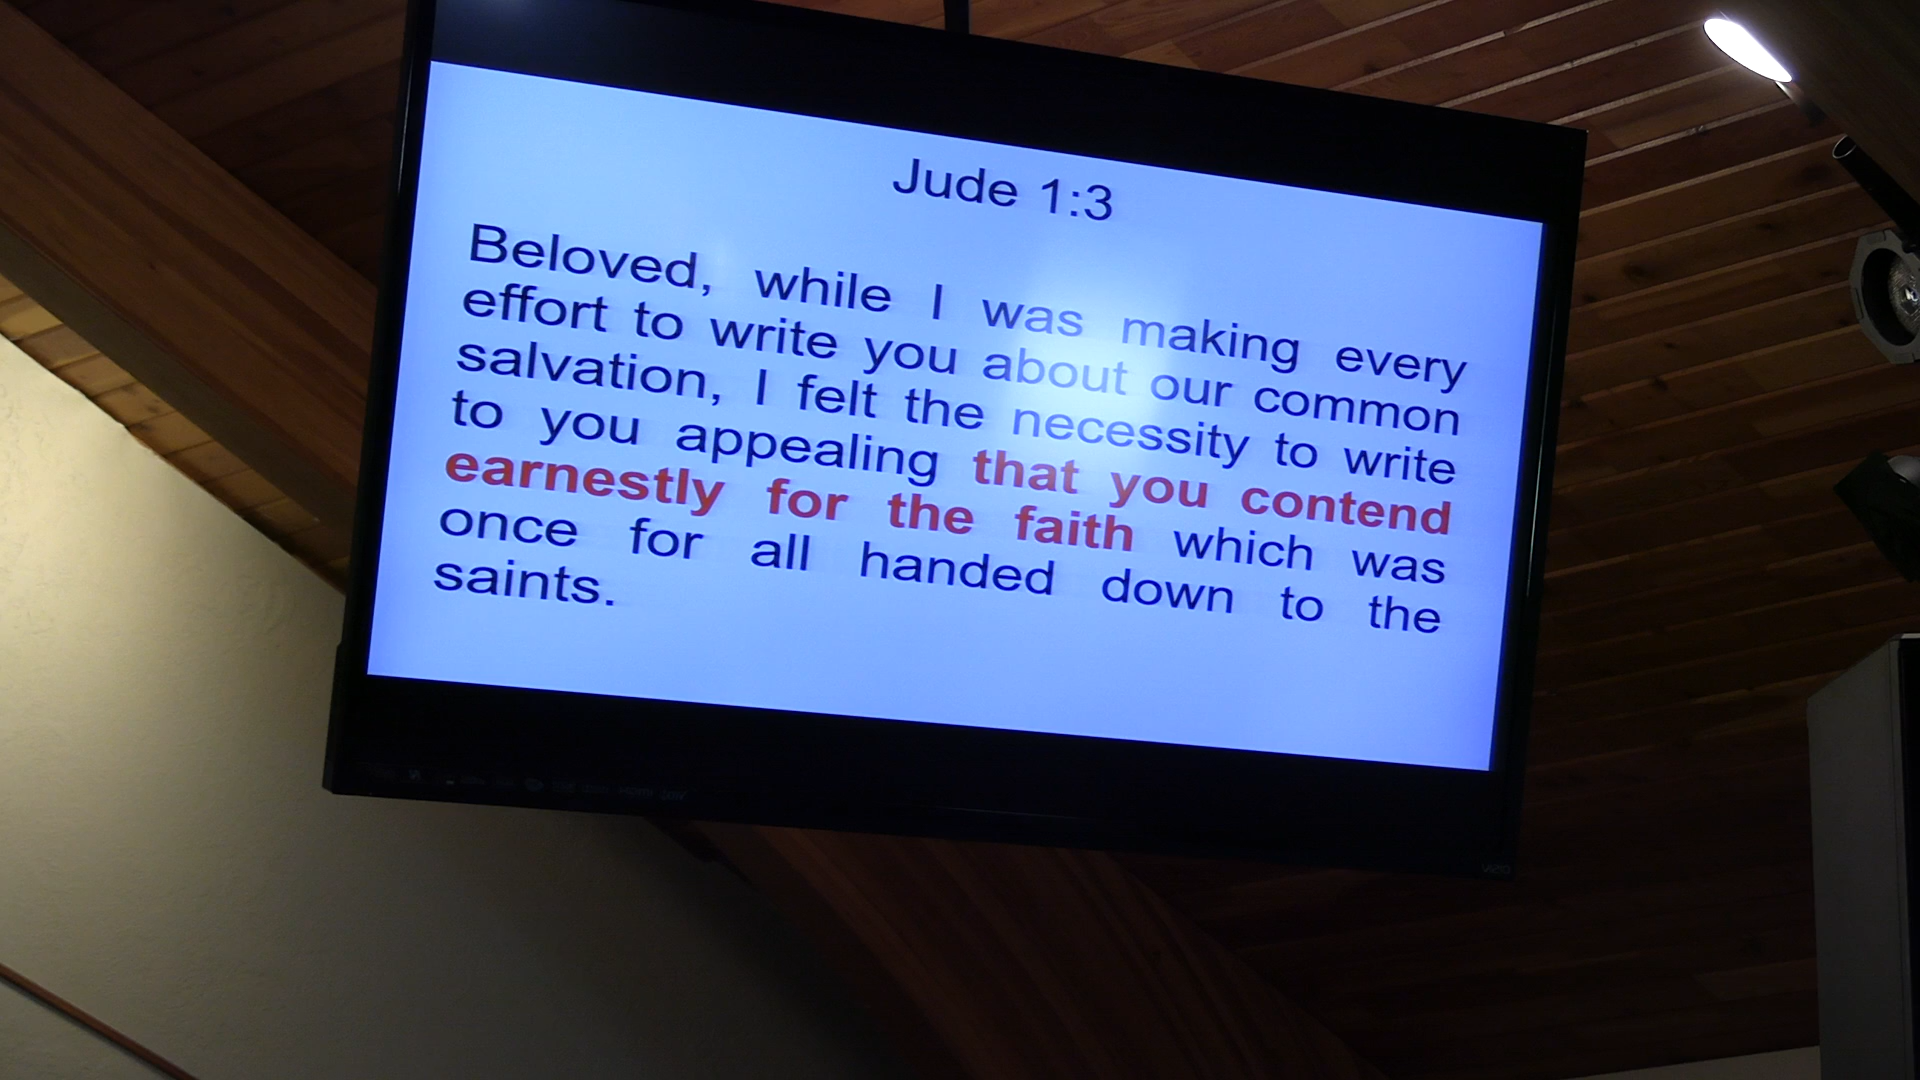 Jude 1:3
Beloved, while I was making every
effort to write you about our common
salvation, I felt the necessity to write
to you appealing that you contend
earnestly for the faith which was
once for all handed down to the
saints.
VIZIO